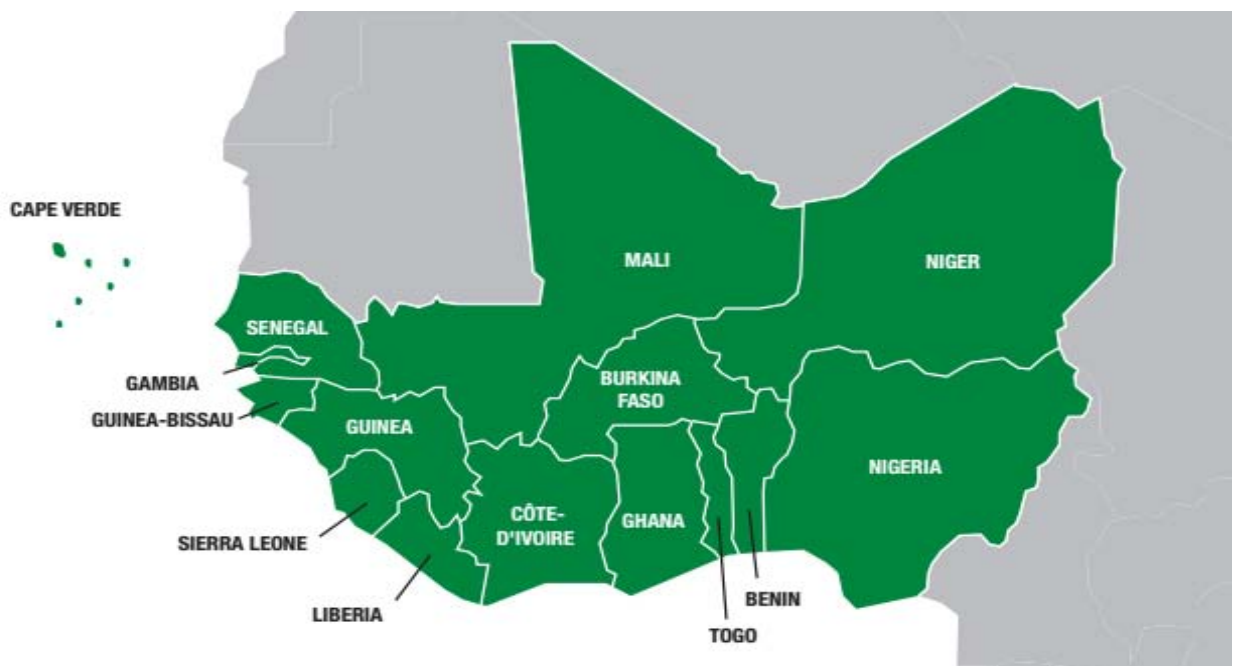 CAPE VERDE
MALI
NIGER
SENEGAL
GAMBIA
BURKINA
FASO
GUINEA-BISSAU
GUINEA
NIGERIA
CÔTE-
D'IVOIRE
GHANA
SIERRA LEONE
LIBERIA
BENIN
TOGO